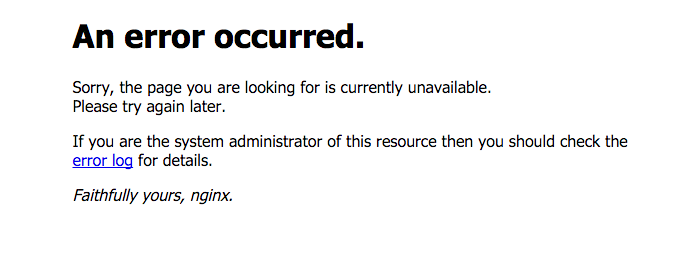 An error occurred.
Sorry, the page you are looking for is currently unavailable.
Please try again later.
If you are the system administrator of this resource then you should check the
error log for details.
Faithfully yours, nginx.